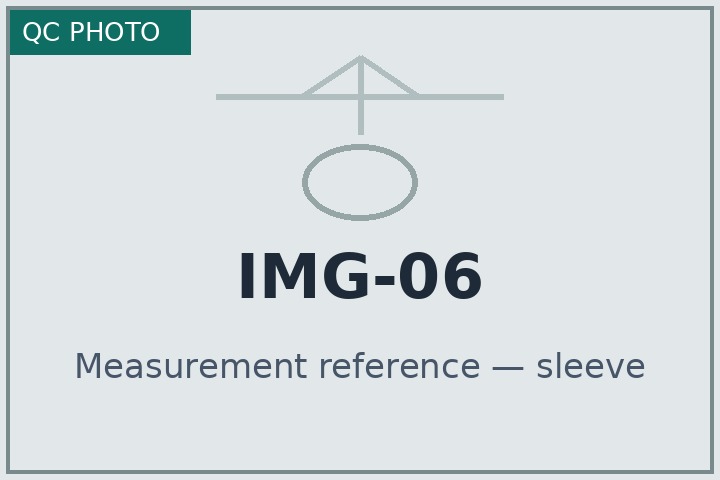 QC PHOTO
IMG-06
Measurement reference — sleeve